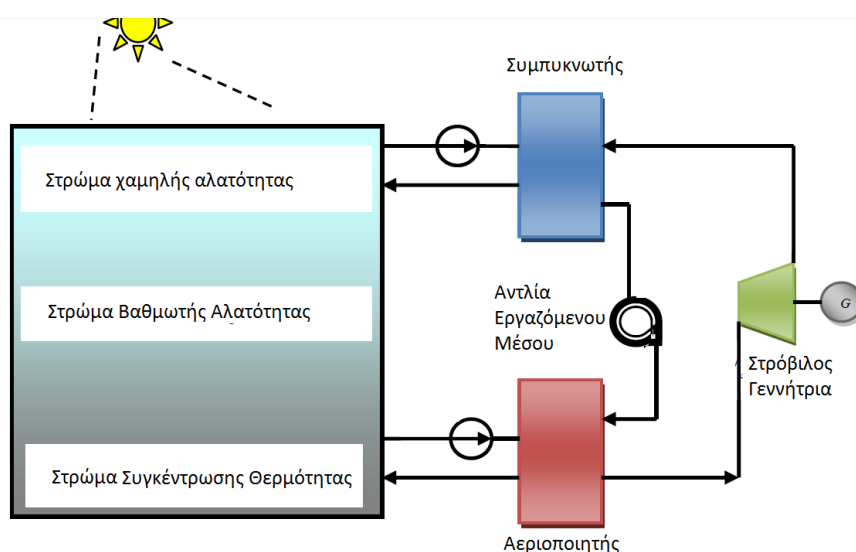 Συμπυκνωτής
Στρώμα χαμηλής αλατότητας
Στρώμα Βαθμωτής Αλατότητας
Αντλία
Εργαζόμενου
Μέσου
G
Στρόβιλος
Γεννήτρια
Στρώμα Συγκέντρωσης Θερμότητας
Αεριοποιητής